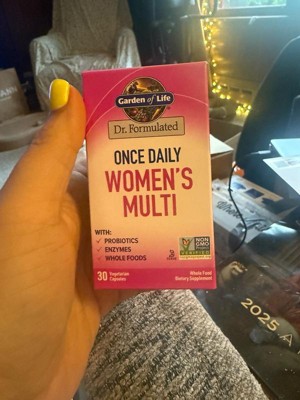 Garden of Life
Dr. Formulated
ONCE DAILY
WOMEN'S
MULTI
WITH:
✓ PROBIOTICS
✓ ENZYMES
✓ WHOLE FOODS
NON
GMO
VERIFIED
30 Vegetarian
Capsules
Whole Food
Dietary Supplement
2025